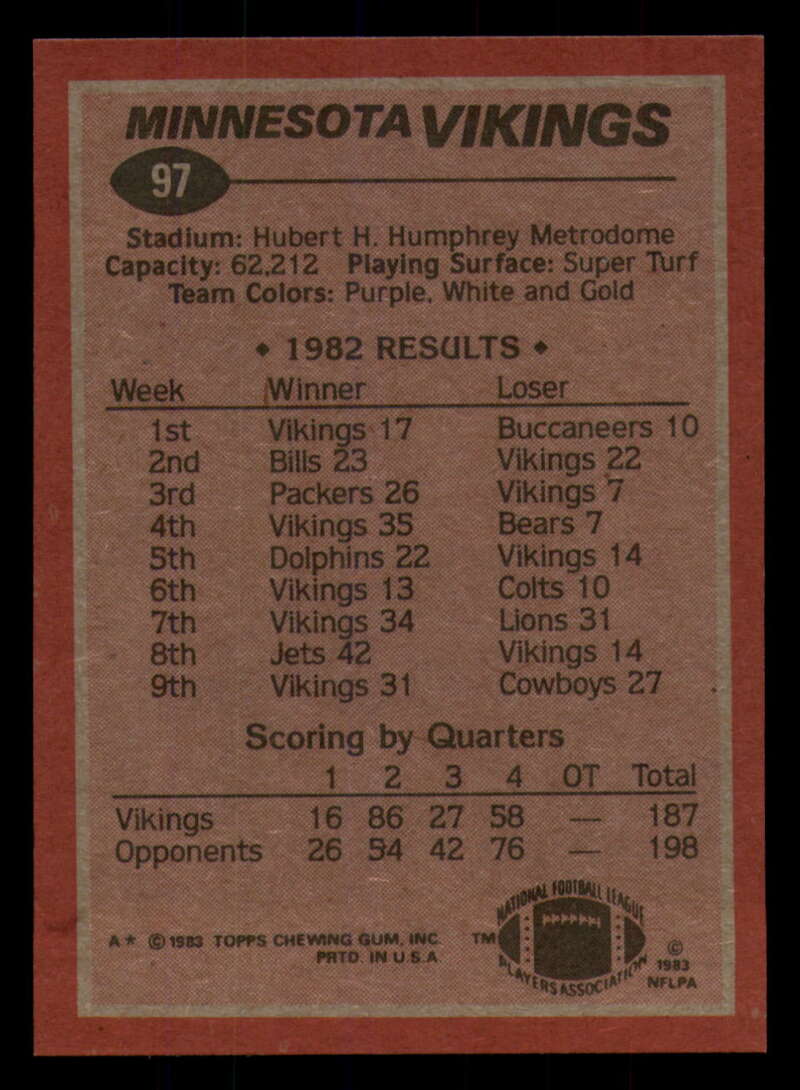 MINNESOTA VIKINGS
97
Stadium: Hubert H. Humphrey Metrodome
Capacity: 62,212 Playing Surface: Super Turf
Team Colors: Purple, White and Gold
♦ 1982 RESULTS ♦
Week Winner Loser
1st Vikings 17 Buccaneers 10
2nd Bills 23 Vikings 22
3rd Packers 26 Vikings 7
4th Vikings 35 Bears 7
5th Dolphins 22 Vikings 14
6th Vikings 13 Colts 10
7th Vikings 34 Lions 31
8th Jets 42 Vikings 14
9th Vikings 31 Cowboys 27
Scoring by Quarters
1 2 3 4 OT Total
Vikings 16 86 27 58 — 187
Opponents 26 54 42 76 — 198
A* © 1983 TOPPS CHEWING GUM, INC.
PRTD. IN U.S.A.
TM
NATIONAL FOOTBALL LEAGUE
PLAYERS ASSOCIATION
©
1983
NFLPA